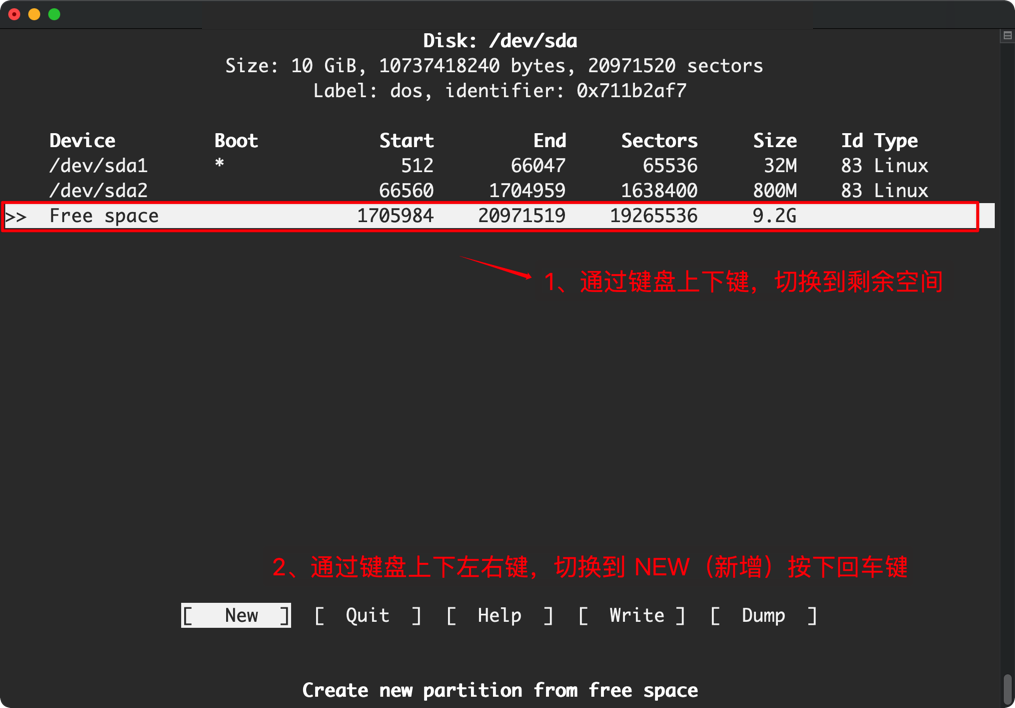 Disk: /dev/sda
Size: 10 GiB, 10737418240 bytes, 20971520 sectors
Label: dos, identifier: 0x711b2af7
Device Boot Start End Sectors Size Id Type
/dev/sda1 * 512 66047 65536 32M 83 Linux
/dev/sda2 66560 1704959 1638400 800M 83 Linux
>> Free space 1705984 20971519 19265536 9.2G
1、通过键盘上下键，切换到剩余空间
2、通过键盘上下左右键，切换到 NEW（新增）按下回车键
[ New ] [ Quit ] [ Help ] [ Write ] [ Dump ]
Create new partition from free space